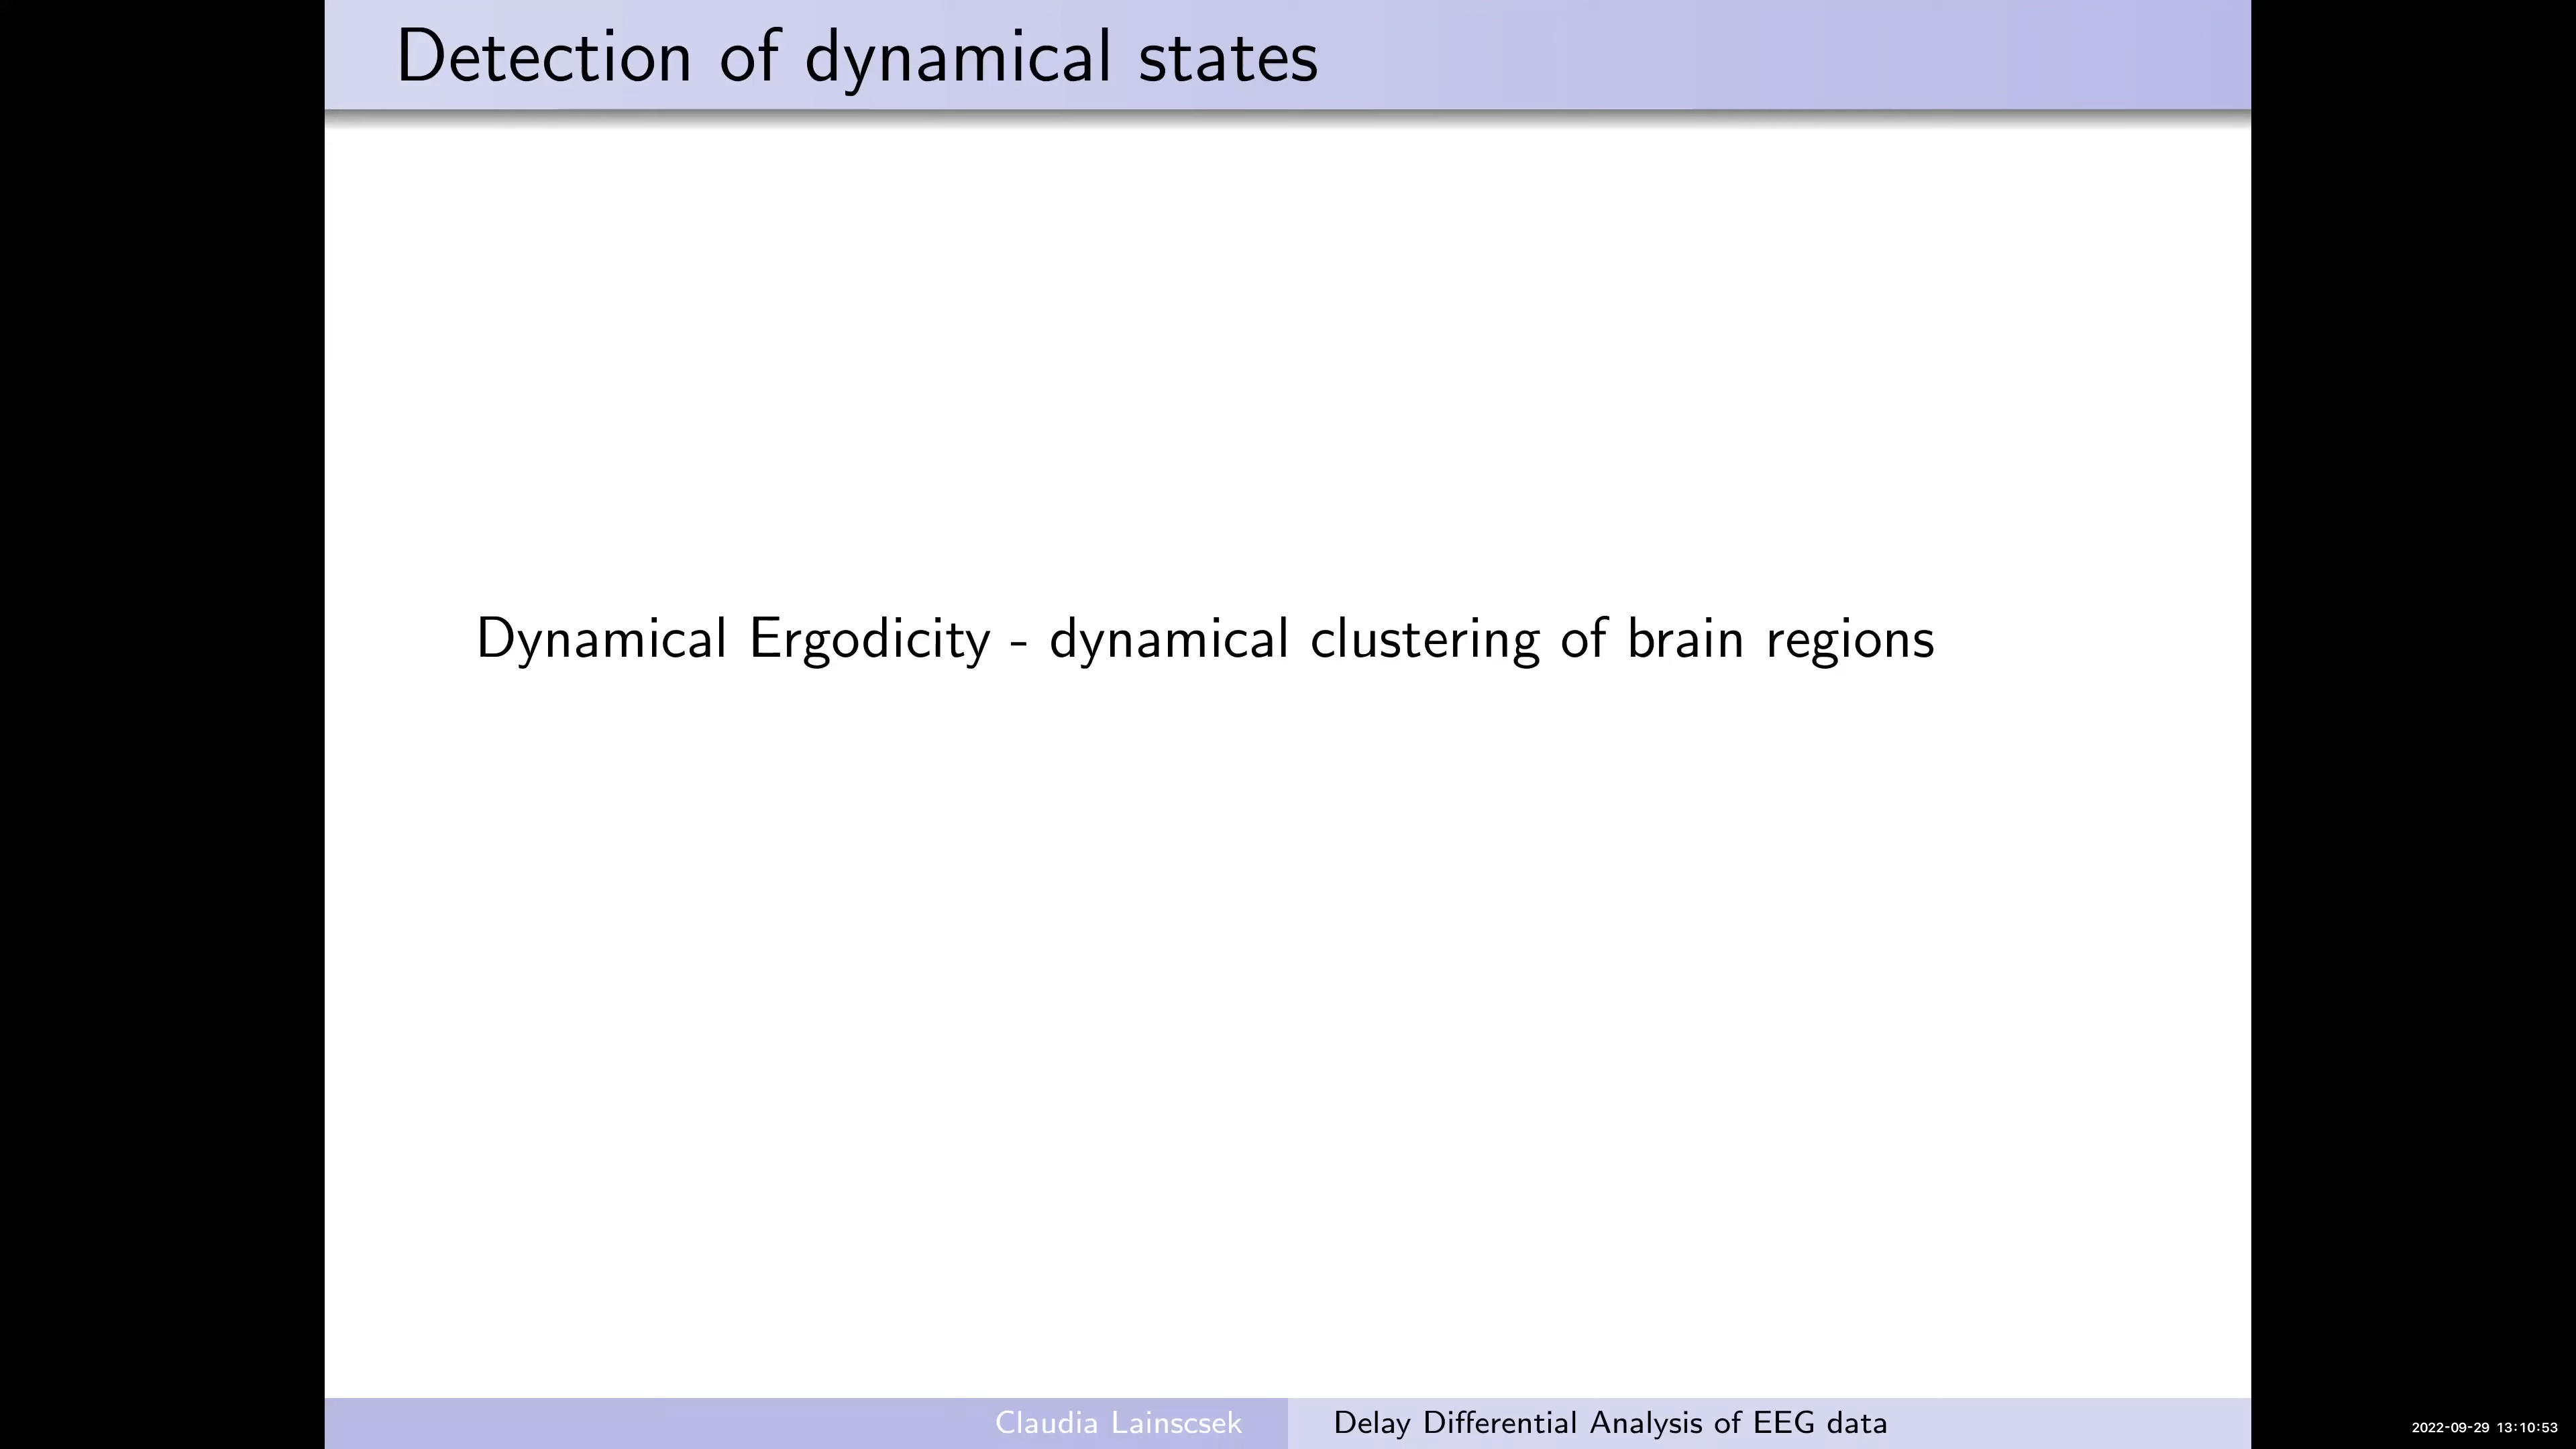 Detection of dynamical states
Dynamical Ergodicity - dynamical clustering of brain regions
Claudia Lainscsek
Delay Differential Analysis of EEG data
2022-09-29 13:10:53